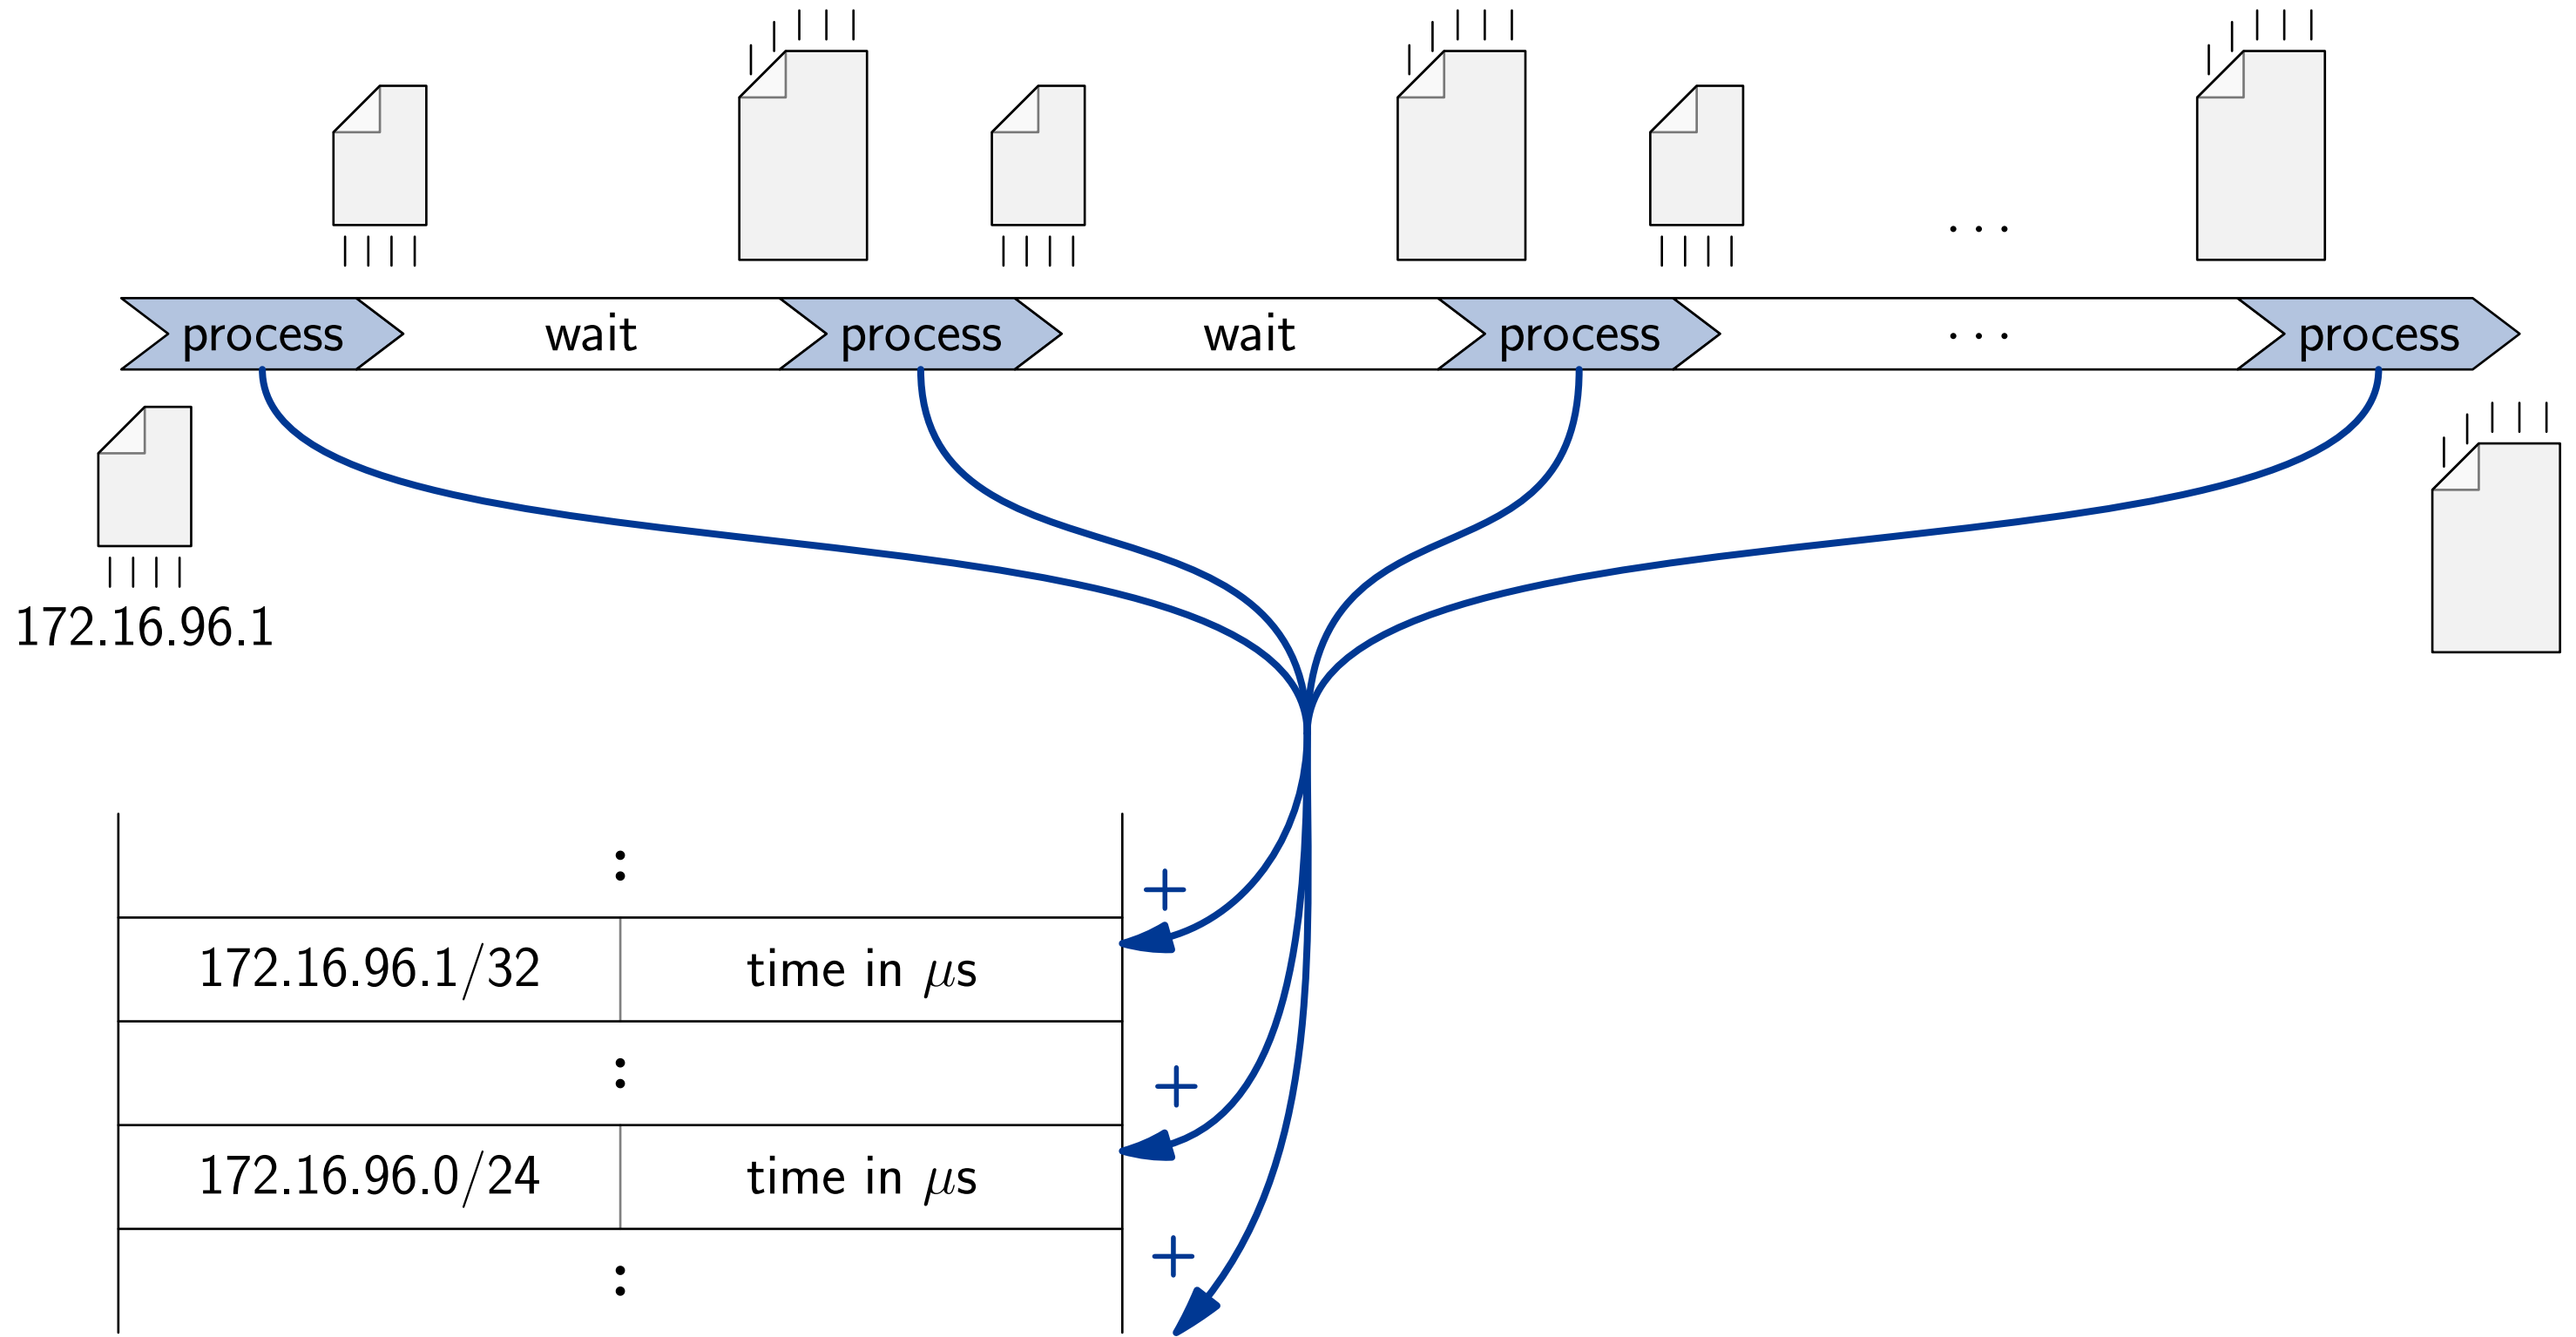 . . .
process wait process wait process . . . process
172.16.96.1
:
+
172.16.96.1/32 time in μs
:
+
172.16.96.0/24 time in μs
+
: